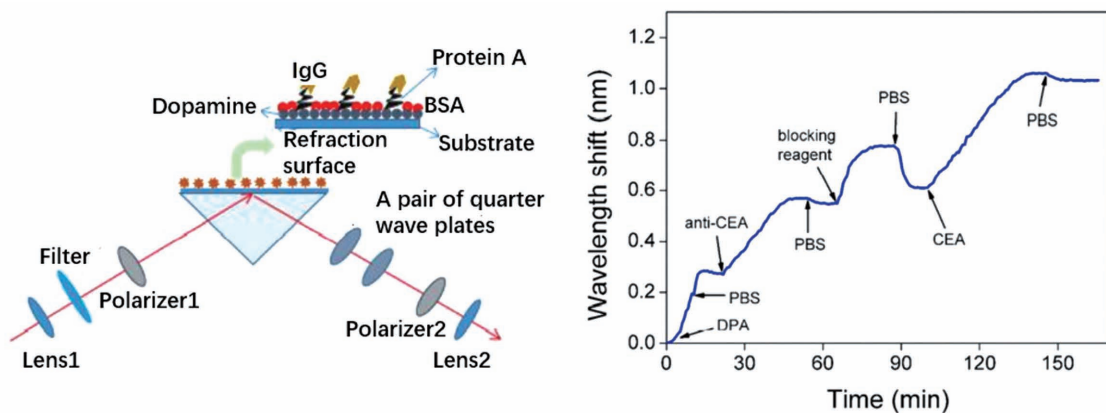 Protein A
IgG
Dopamine
BSA
Refraction
surface
Substrate
A pair of quarter
wave plates
Filter
Polarizer1
Polarizer2
Lens1
Lens2
Wavelength shift (nm)
1.2
1.0
0.8
0.6
0.4
0.2
0.0
PBS
PBS
blocking
reagent
anti-CEA
PBS
CEA
PBS
DPA
0
30
60
90
120
150
Time (min)